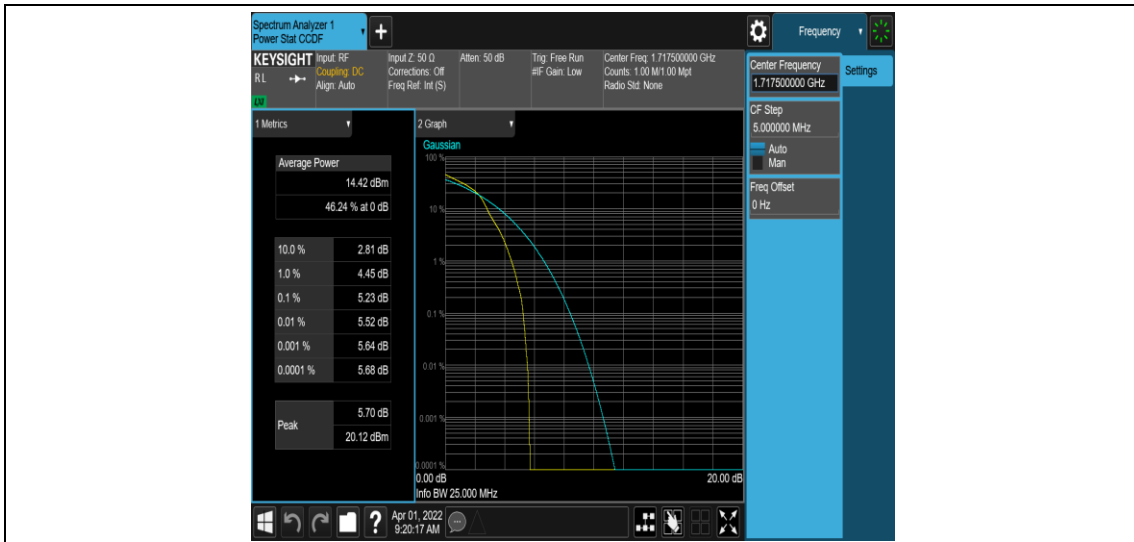 Spectrum Analyzer 1
Power Stat CCDF
+
Frequency
KEYSIGHT
RL
LXI
Input: RF
Coupling: DC
Align: Auto
Input Z: 50 Ω
Corrections: Off
Freq Ref: Int (S)
Atten: 50 dB
Trig: Free Run
#IF Gain: Low
Center Freq: 1.717500000 GHz
Counts: 1.00 M/1.00 Mpt
Radio Std: None
Center Frequency
1.717500000 GHz
Settings
CF Step
5.000000 MHz
Auto
Man
Freq Offset
0 Hz
1 Metrics
Average Power
14.42 dBm
46.24 % at 0 dB
10.0 % 2.81 dB
1.0 % 4.45 dB
0.1 % 5.23 dB
0.01 % 5.52 dB
0.001 % 5.64 dB
0.0001 % 5.68 dB
Peak 5.70 dB
20.12 dBm
2 Graph
Gaussian
100 %
10 %
1 %
0.1 %
0.01 %
0.001 %
0.0001 %
0.00 dB 20.00 dB
Info BW 25.000 MHz
?
Apr 01, 2022
9:20:17 AM